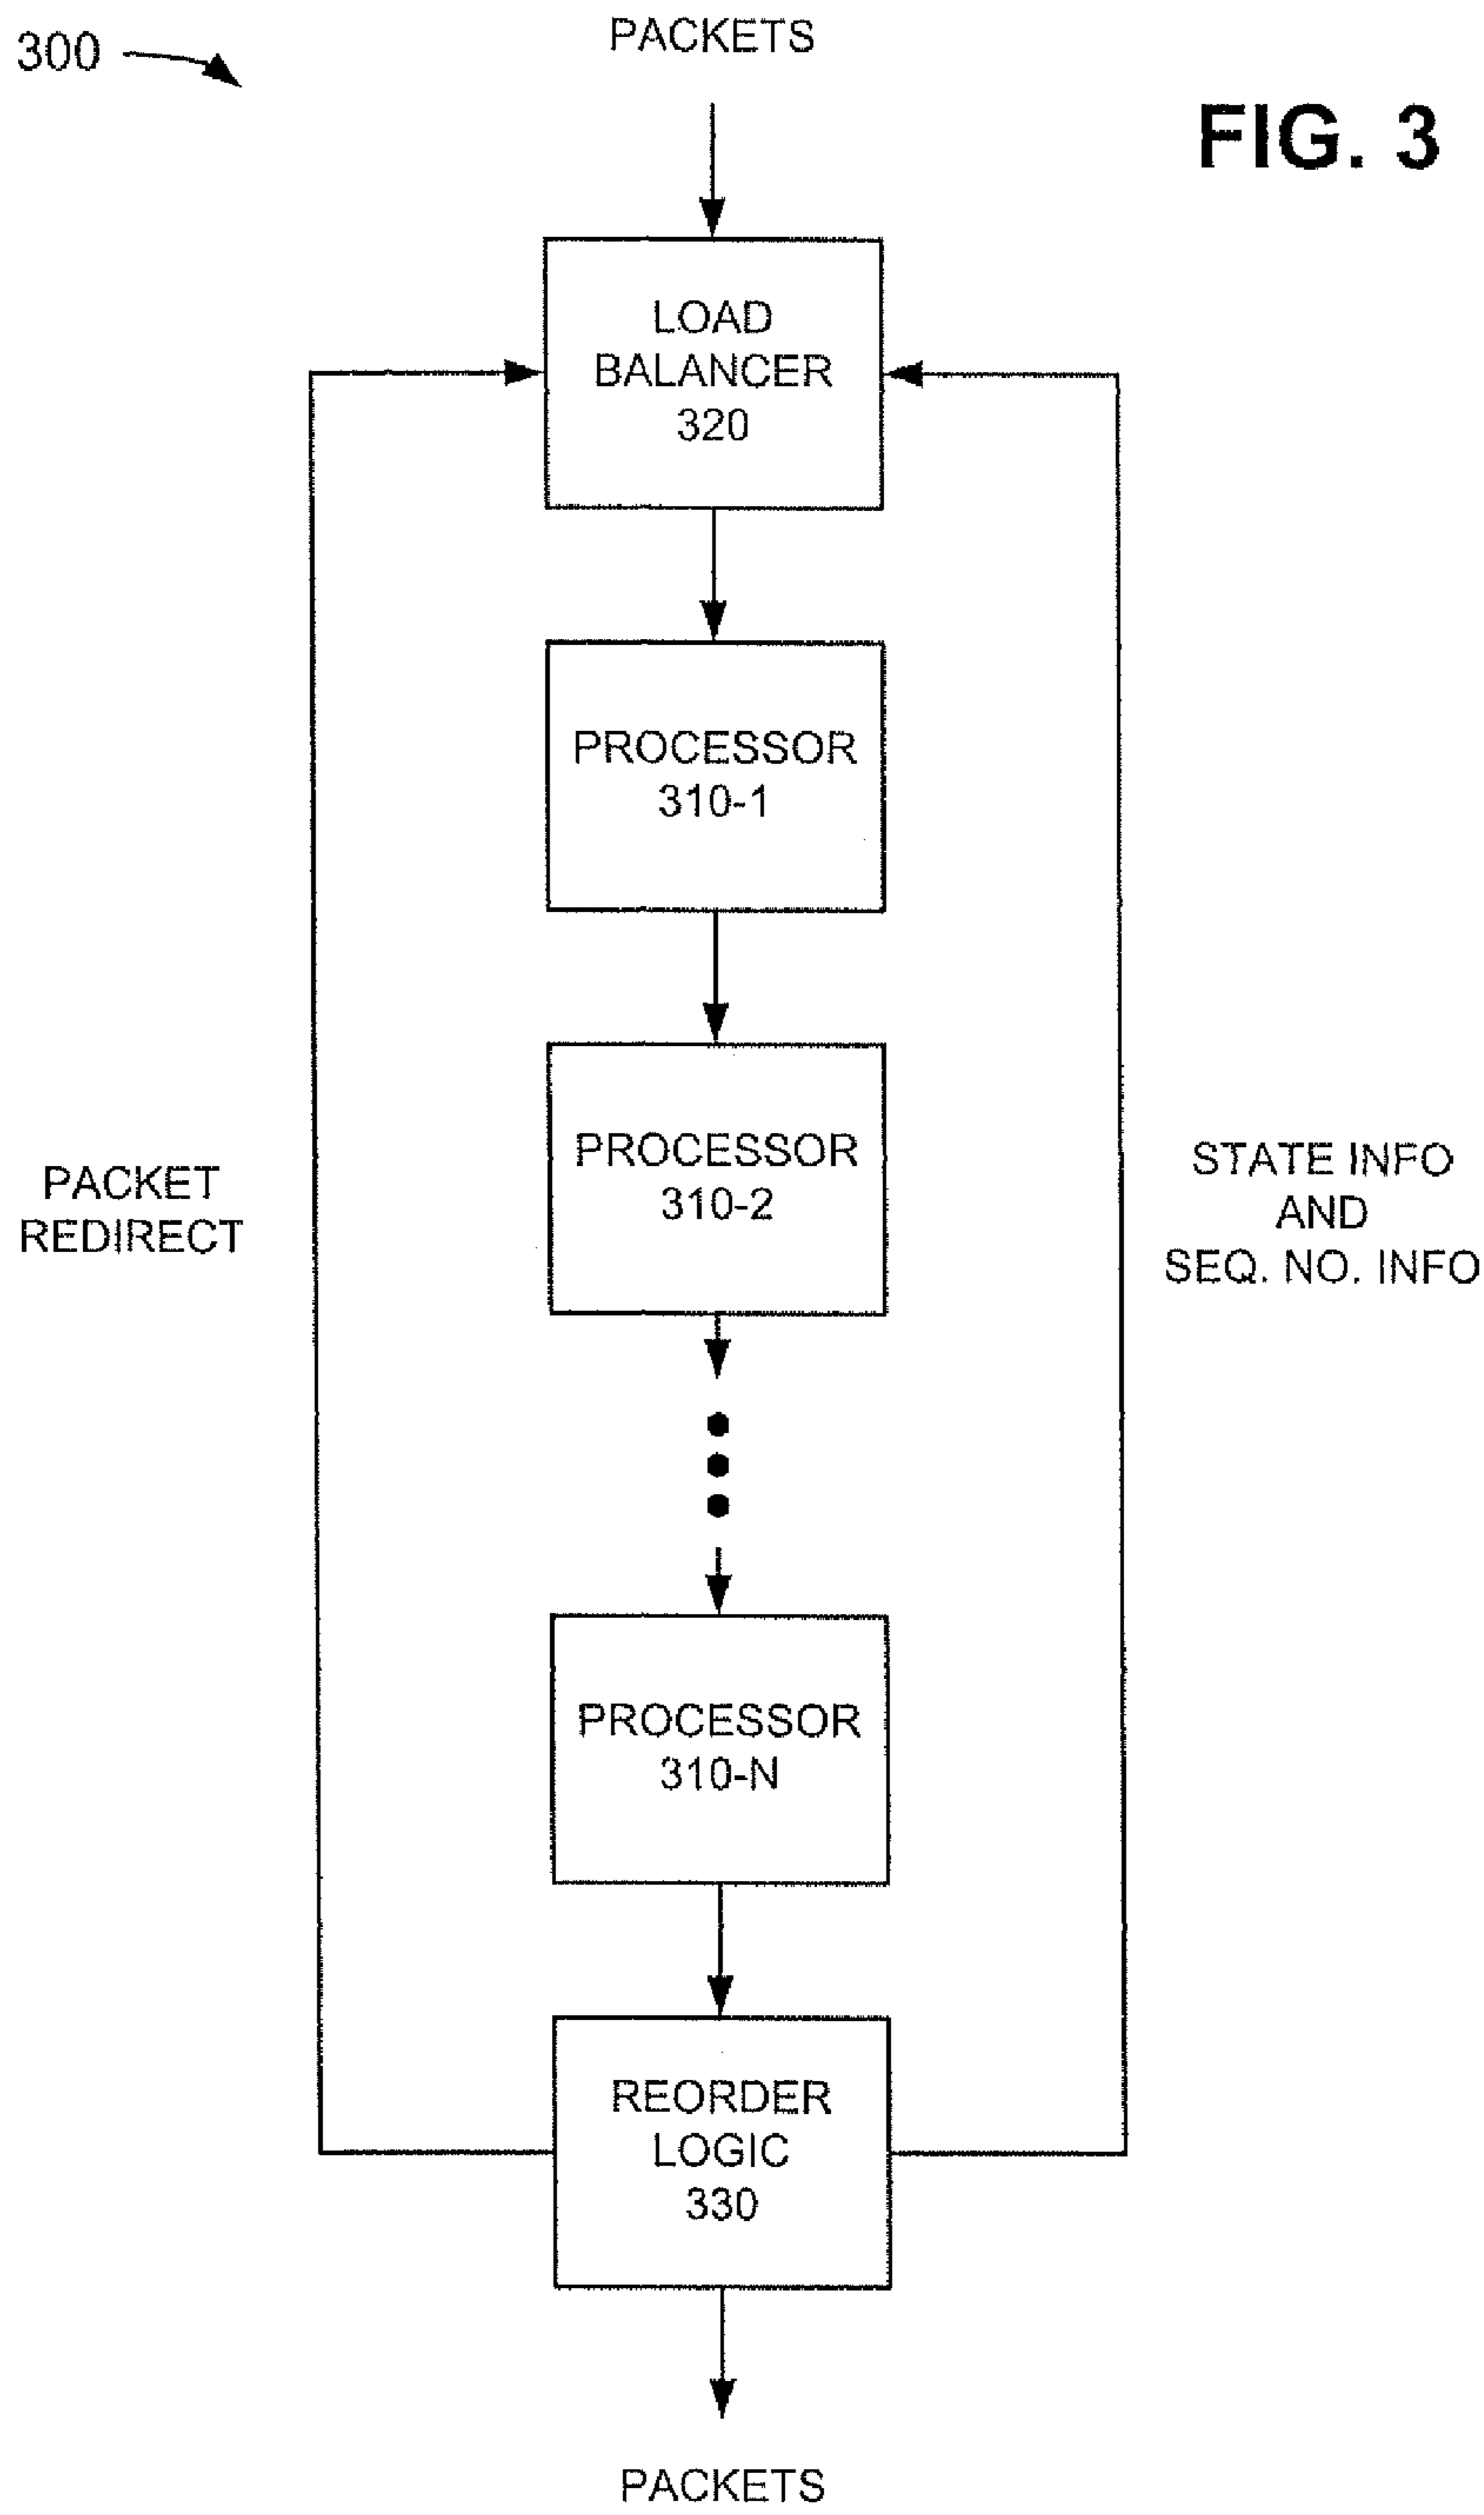 300
PACKETS
FIG. 3
LOAD
BALANCER
320
PROCESSOR
310-1
PROCESSOR
310-2
PACKET
REDIRECT
STATE INFO
AND
SEQ. NO. INFO
PROCESSOR
310-N
REORDER
LOGIC
330
PACKETS